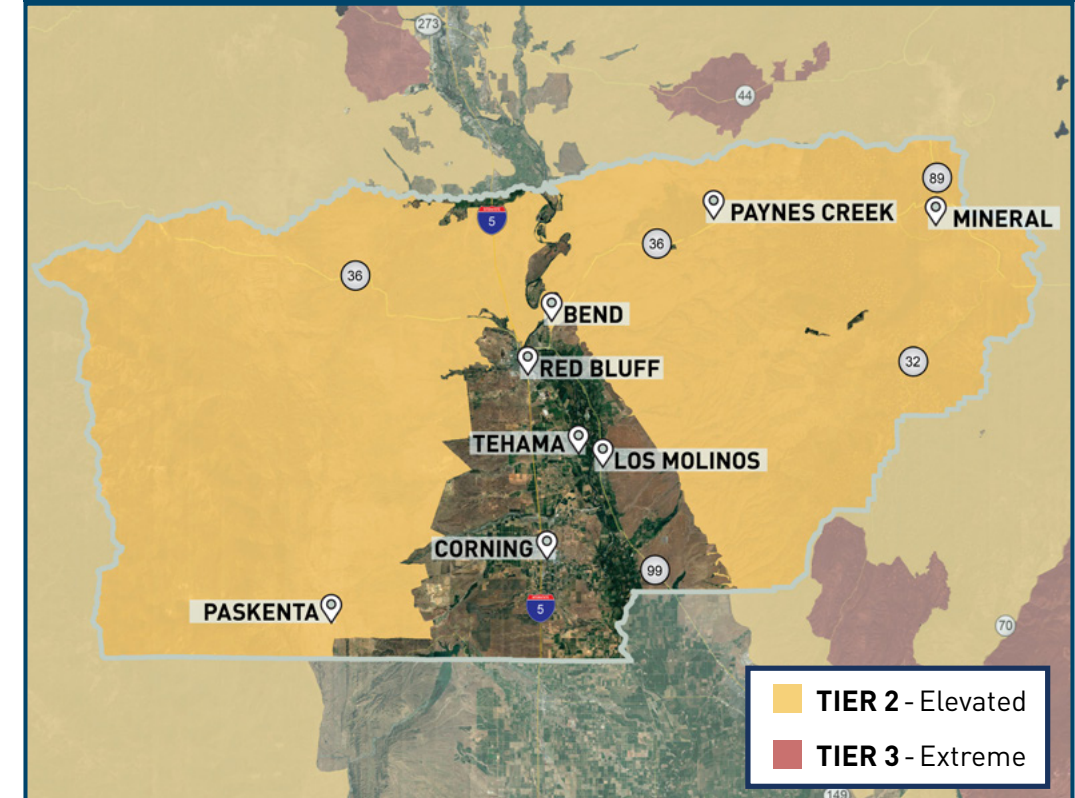 273
44
89
PAYNES CREEK
MINERAL
5
36
36
BEND
32
RED BLUFF
TEHAMA
LOS MOLINOS
CORNING
99
5
PASKENTA
70
TIER 2 - Elevated
TIER 3 - Extreme
149